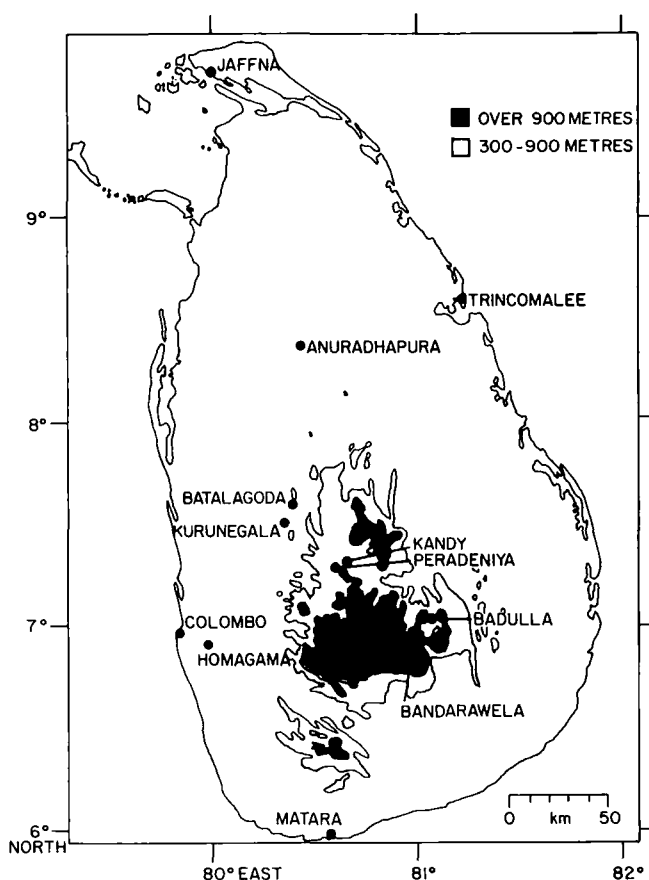 JAFFNA
OVER 900 METRES
300-900 METRES
9°
TRINCOMALEE
ANURADHAPURA
8°
BATALAGODA
KURUNEGALA
KANDY
PERADENIYA
COLOMBO
7°
BADULLA
HOMAGAMA
BANDARAWELA
MATARA
0 km 50
6°
NORTH
80° EAST
81°
82°